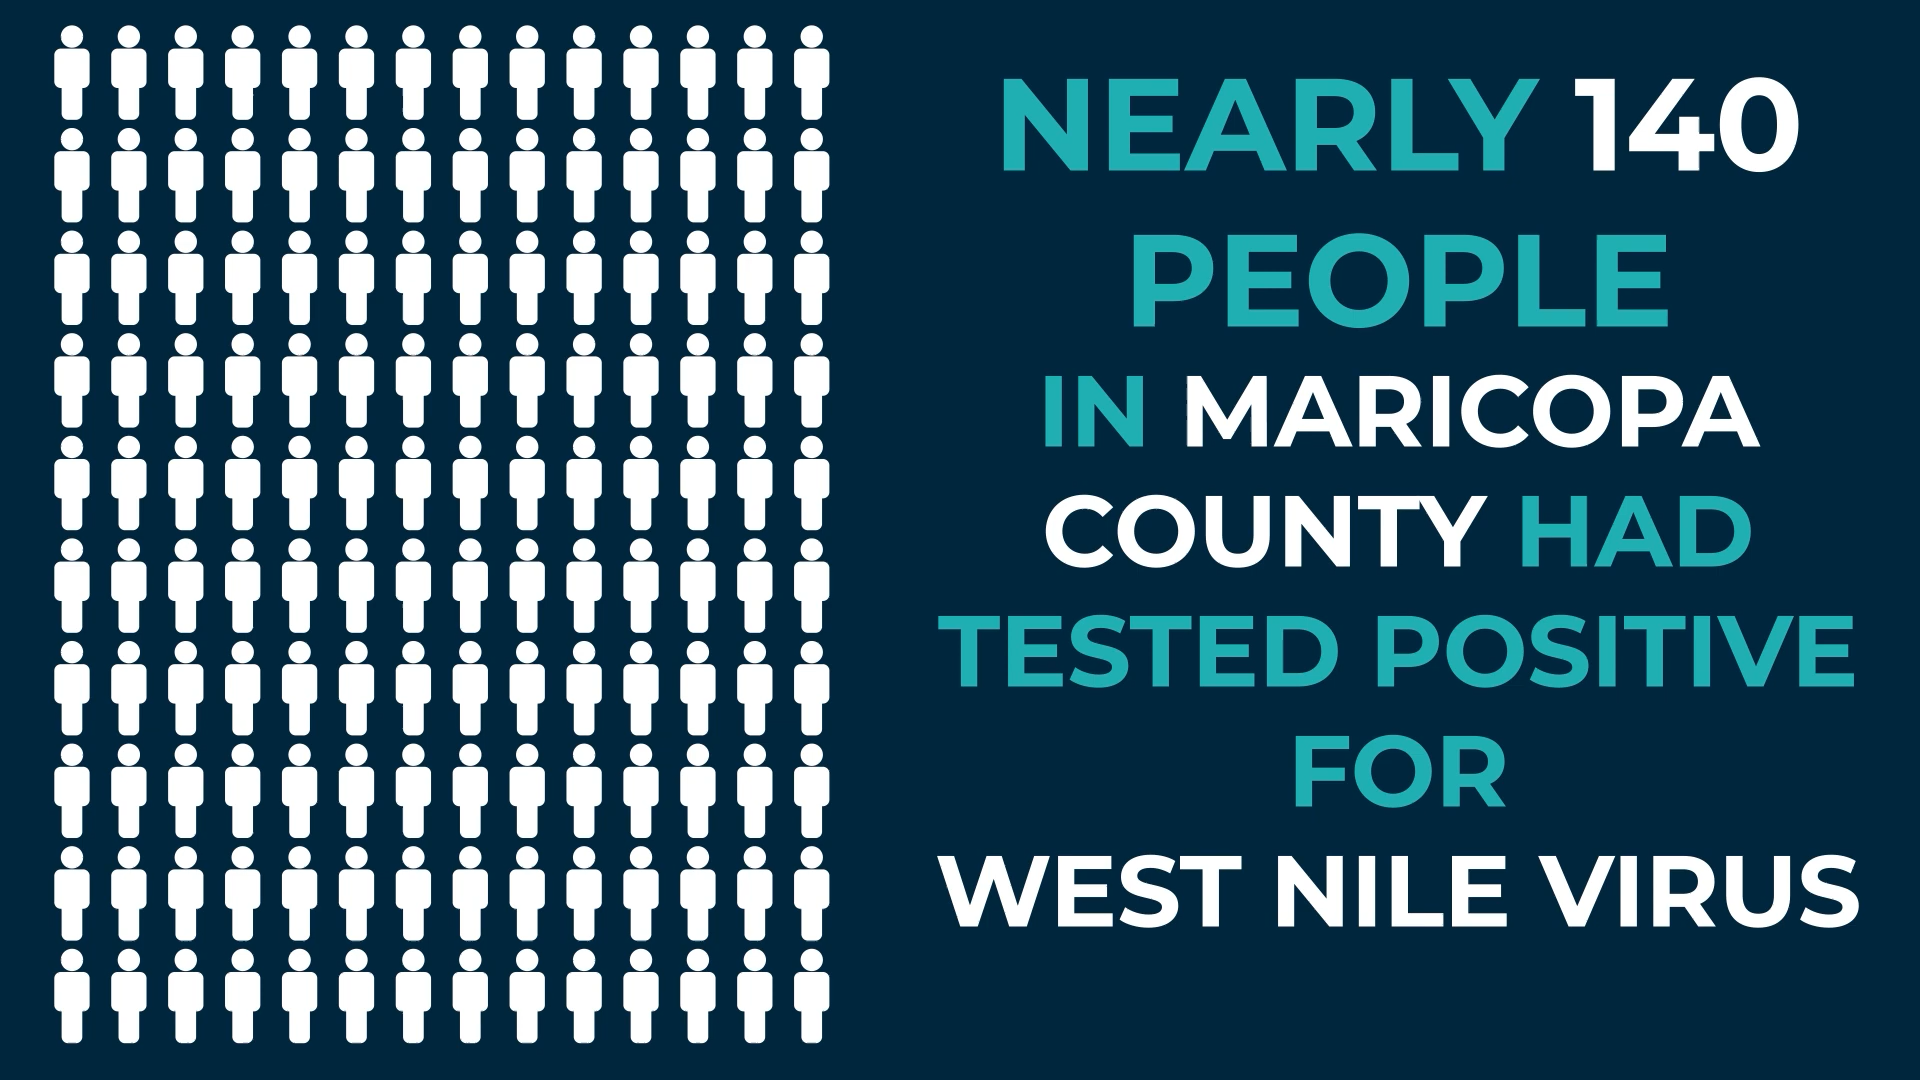 NEARLY 140
PEOPLE
IN MARICOPA
COUNTY HAD
TESTED POSITIVE
FOR
WEST NILE VIRUS